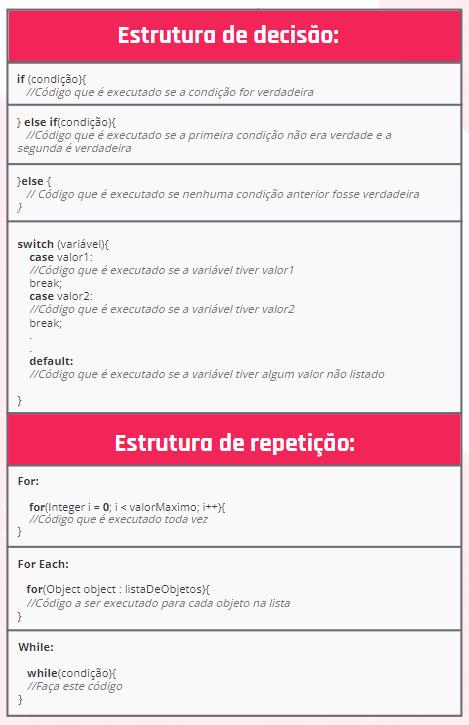 Estrutura de decisão:
if (condição){
//Código que é executado se a condição for verdadeira
} else if(condição){
//Código que é executado se a primeira condição não era verdade e a
segunda é verdadeira
}else {
// Código que é executado se nenhuma condição anterior fosse verdadeira
}
switch (variável){
case valor1:
//Código que é executado se a variável tiver valor1
break;
case valor2:
//Código que é executado se a variável tiver valor2
break;
.
.
default:
//Código que é executado se a variável tiver algum valor não listado
}
Estrutura de repetição:
For:
for(Integer i = 0; i < valorMaximo; i++){
//Código que é executado toda vez
}
For Each:
for(Object object : listaDeObjetos){
//Código a ser executado para cada objeto na lista
}
While:
while(condição){
//Faça este código
}